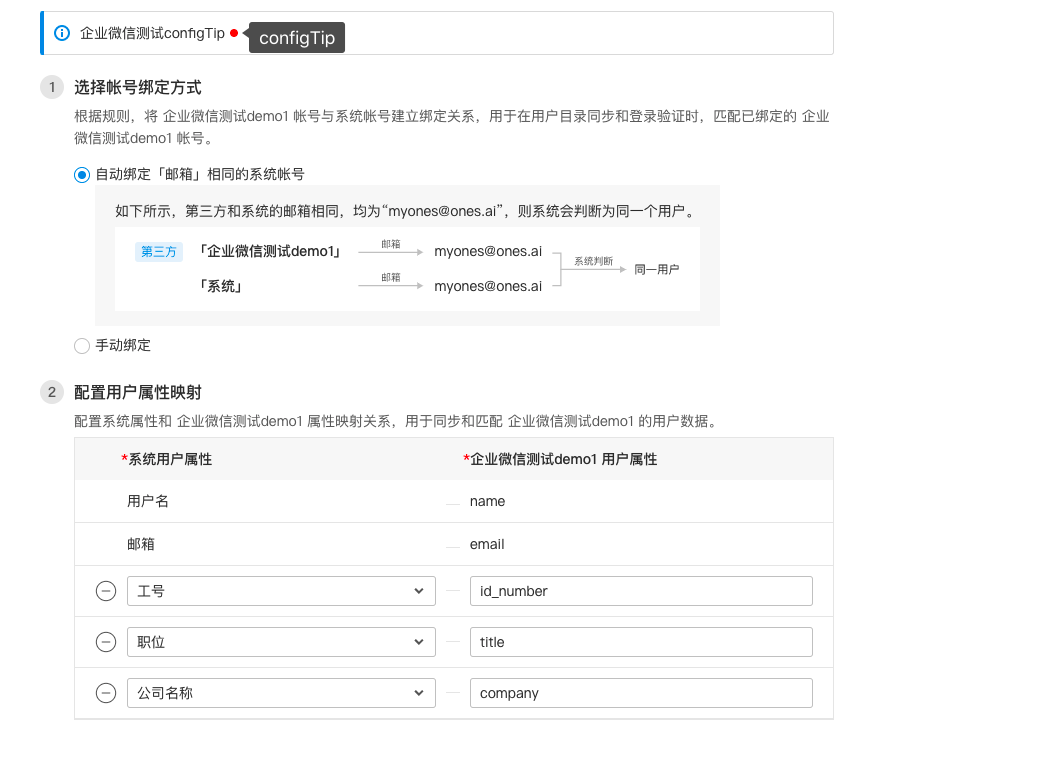 企业微信测试configTip
configTip
1 选择帐号绑定方式
根据规则，将 企业微信测试demo1 帐号与系统帐号建立绑定关系，用于在用户目录同步和登录验证时，匹配已绑定的 企业
微信测试demo1 帐号。
自动绑定「邮箱」相同的系统帐号
如下所示，第三方和系统的邮箱相同，均为“myones@ones.ai”，则系统会判断为同一个用户。
第三方 「企业微信测试demo1」 邮箱 myones@ones.ai
系统判断 同一用户
「系统」 邮箱 myones@ones.ai
手动绑定
2 配置用户属性映射
配置系统属性和 企业微信测试demo1 属性映射关系，用于同步和匹配 企业微信测试demo1 的用户数据。
*系统用户属性 *企业微信测试demo1 用户属性
用户名 name
邮箱 email
工号 id_number
职位 title
公司名称 company